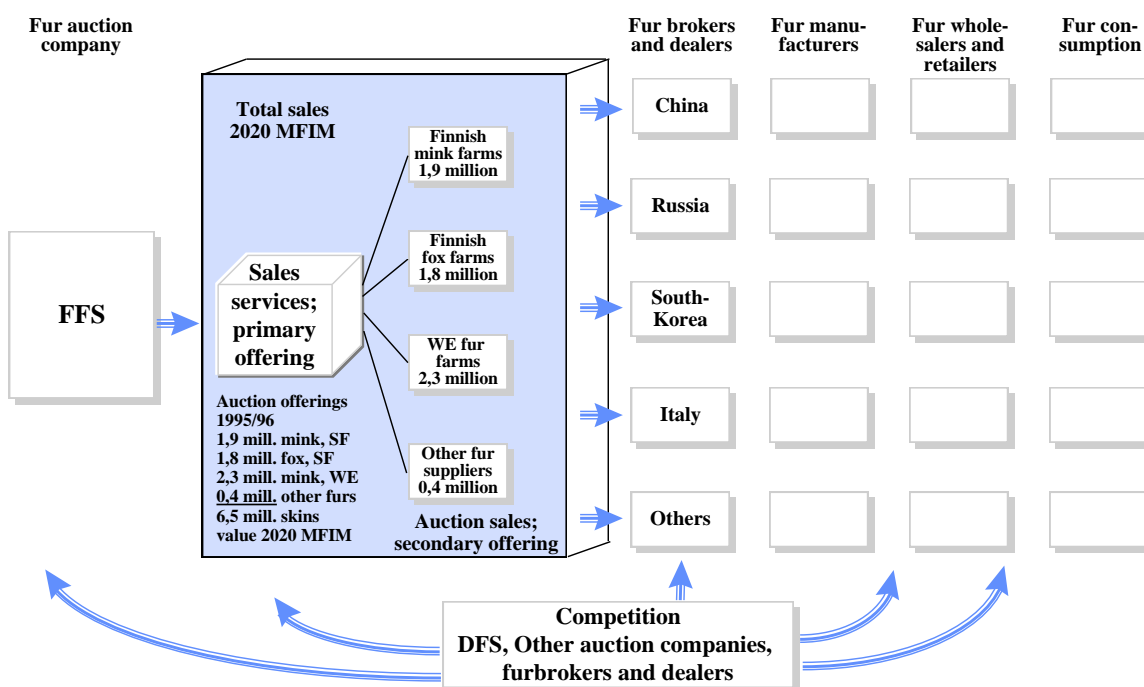 Fur auction
company
Fur brokers
and dealers
Fur manu-
facturers
Fur whole-
salers and
retailers
Fur con-
sumption
Total sales
2020 MFIM
Finnish
mink farms
1,9 million
Finnish
fox farms
1,8 million
WE fur
farms
2,3 million
Other fur
suppliers
0,4 million
FFS
Sales
services;
primary
offering
Auction offerings
1995/96
1,9 mill. mink, SF
1,8 mill. fox, SF
2,3 mill. mink, WE
0,4 mill. other furs
6,5 mill. skins
value 2020 MFIM
Auction sales;
secondary offering
China
Russia
South-
Korea
Italy
Others
Competition
DFS, Other auction companies,
furbrokers and dealers